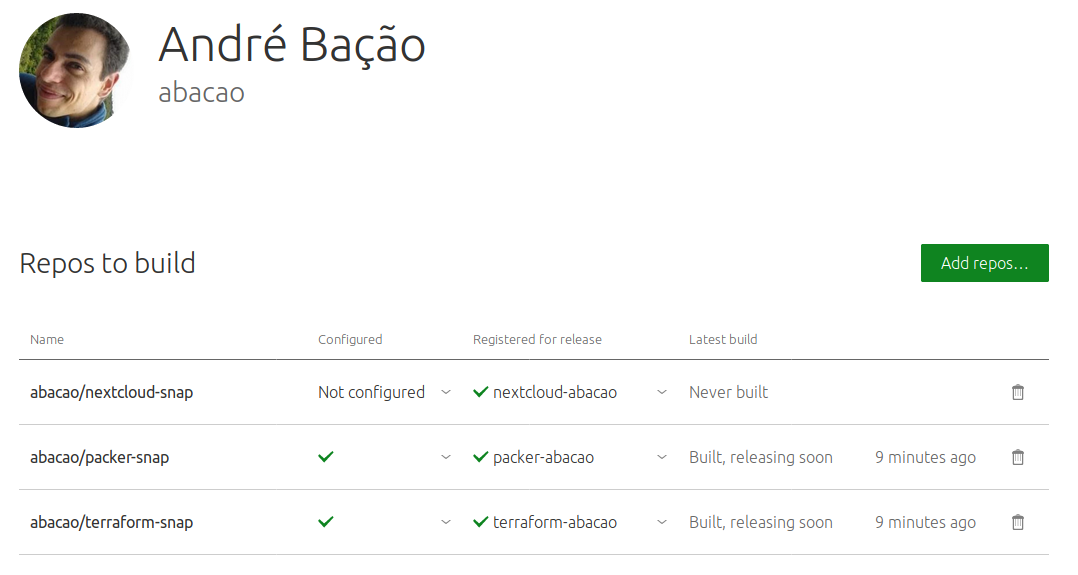 André Bação
abacao
Repos to build
Add repos...
Name Configured Registered for release Latest build
abacao/nextcloud-snap Not configured nextcloud-abacao Never built
abacao/packer-snap packer-abacao Built, releasing soon 9 minutes ago
abacao/terraform-snap terraform-abacao Built, releasing soon 9 minutes ago